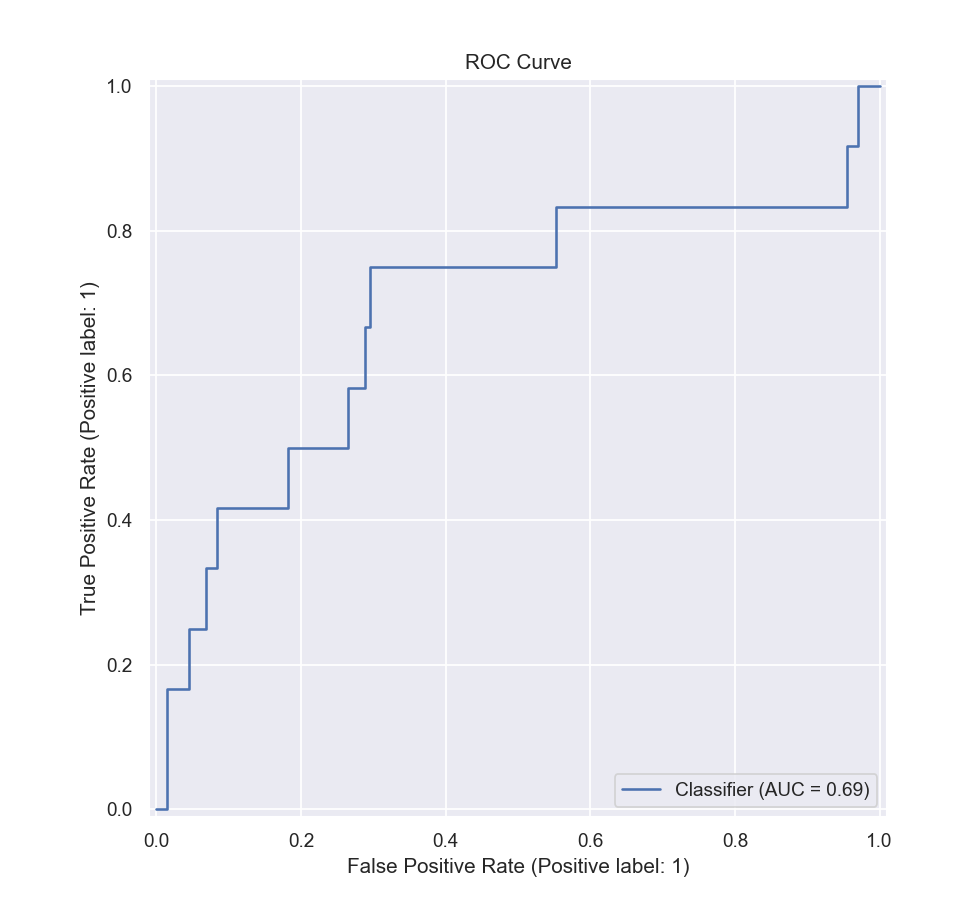 ROC Curve
1.0
0.8
0.6
0.4
0.2
0.0
True Positive Rate (Positive label: 1)
Classifier (AUC = 0.69)
0.0 0.2 0.4 0.6 0.8 1.0
False Positive Rate (Positive label: 1)